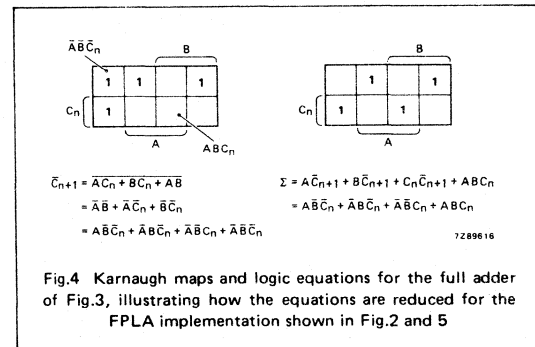 ĀB̄C̄n
B
B
1 1 1
1 1
Cn
1
Cn
1 1
A
ABCn
A
C̄n+1 = \overline{ACn + BCn + AB}
= ĀB̄ + ĀC̄n + B̄C̄n
= AB̄C̄n + ĀBC̄n + ĀB̄Cn + ĀB̄C̄n
Σ = AC̄n+1 + BC̄n+1 + CnC̄n+1 + ABCn
= AB̄C̄n + ĀBC̄n + ĀB̄Cn + ABCn
7Z89616
Fig.4 Karnaugh maps and logic equations for the full adder
of Fig.3, illustrating how the equations are reduced for the
FPLA implementation shown in Fig.2 and 5